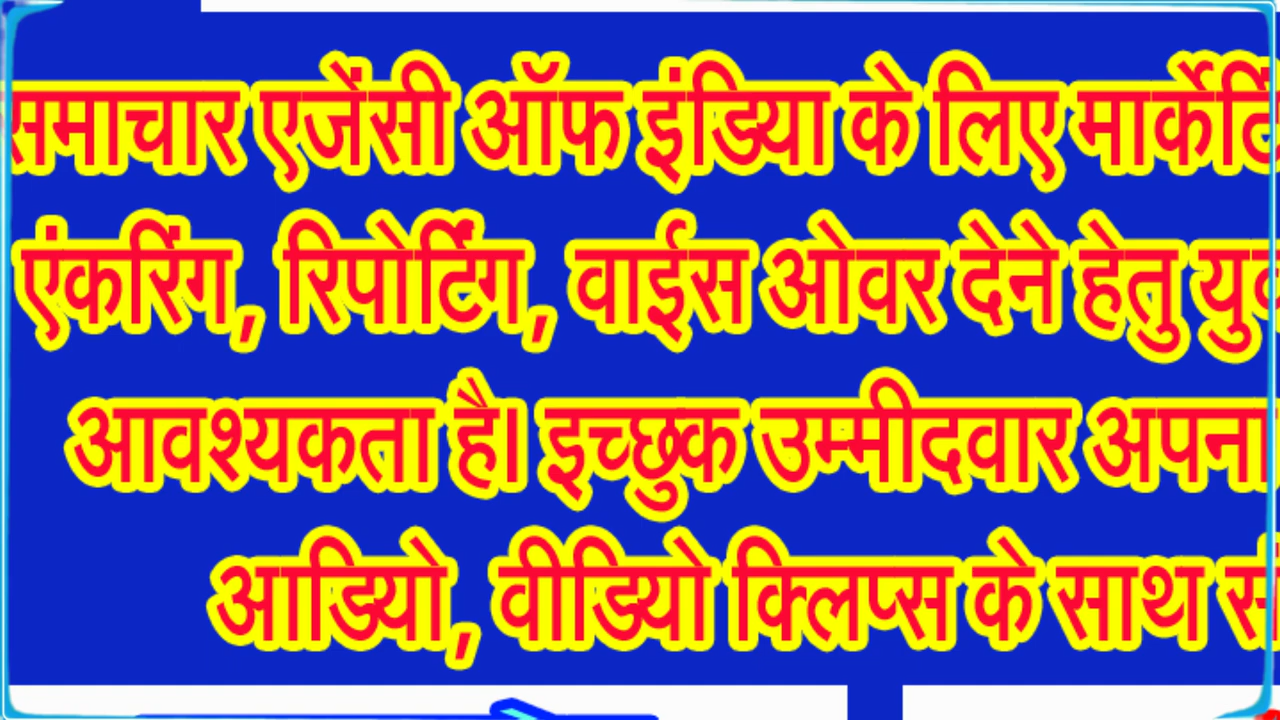 समाचार एजेंसी ऑफ इंडिया के लिए
एंकरिंग, रिपोर्टिंग, वाईस ओवर देने हेतु
आवश्यकता है। इच्छुक उम्मीदवार अपना
आडियो, वीडियो क्लिप्स के साथ